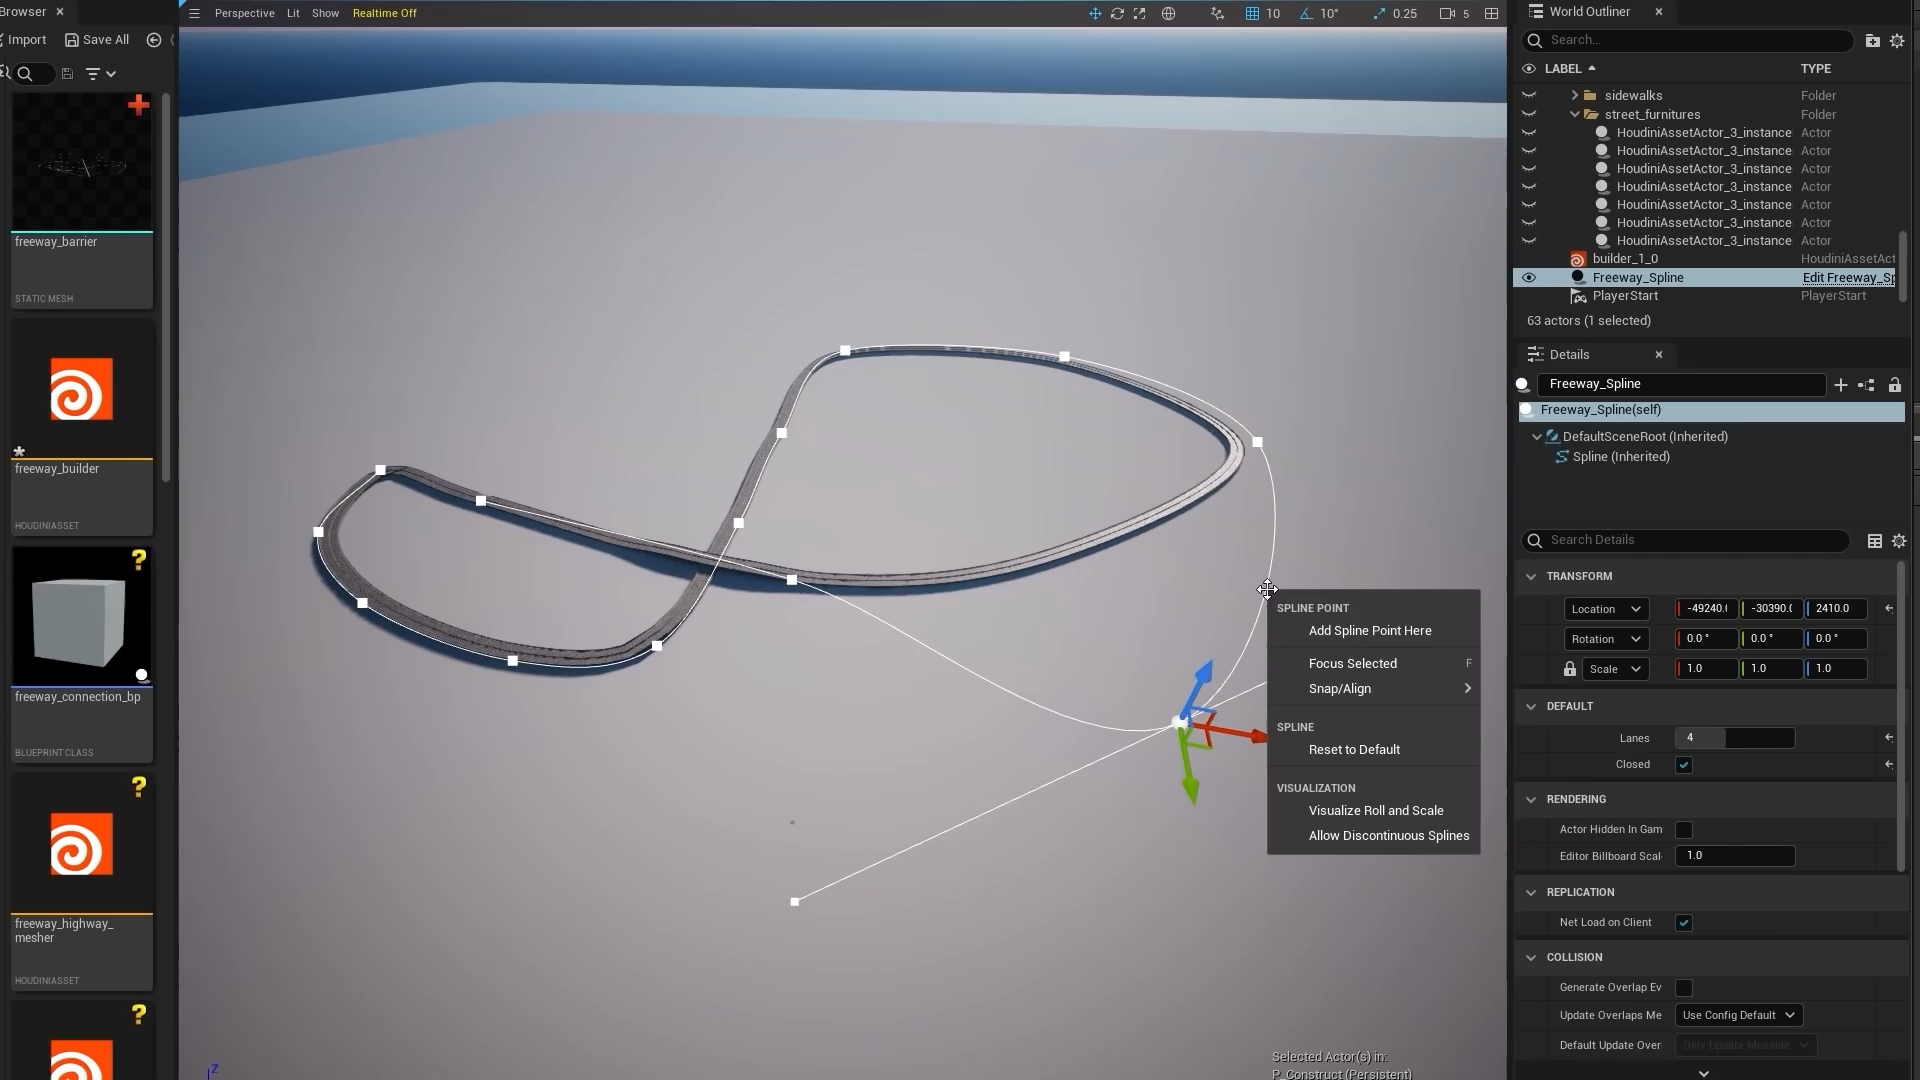 Browser
Import
Save All
freeway_barrier
STATIC MESH
freeway_builder
HOUDINIASSET
freeway_connection_bp
BLUEPRINT CLASS
freeway_highway_
mesher
HOUDINIASSET
Perspective
Lit
Show
Realtime Off
10
10°
0.25
5
SPLINE POINT
Add Spline Point Here
Focus Selected F
Snap/Align
SPLINE
Reset to Default
VISUALIZATION
Visualize Roll and Scale
Allow Discontinuous Splines
Z
Selected Actor(s) in:
P_Construct (Persistent)
World Outliner
Search...
LABEL TYPE
sidewalks Folder
street_furnitures Folder
HoudiniAssetActor_3_instance Actor
HoudiniAssetActor_3_instance Actor
HoudiniAssetActor_3_instance Actor
HoudiniAssetActor_3_instance Actor
HoudiniAssetActor_3_instance Actor
HoudiniAssetActor_3_instance Actor
HoudiniAssetActor_3_instance Actor
builder_1_0 HoudiniAssetAct
Freeway_Spline Edit Freeway_Sp
PlayerStart PlayerStart
63 actors (1 selected)
Details
Freeway_Spline
Freeway_Spline(self)
DefaultSceneRoot (Inherited)
Spline (Inherited)
Search Details
TRANSFORM
Location -49240.( -30390.( 2410.0
Rotation 0.0 ° 0.0 ° 0.0 °
Scale 1.0 1.0 1.0
DEFAULT
Lanes 4
Closed
RENDERING
Actor Hidden In Gam
Editor Billboard Scal 1.0
REPLICATION
Net Load on Client
COLLISION
Generate Overlap Ev
Update Overlaps Me Use Config Default
Default Update Over Only Update Movable